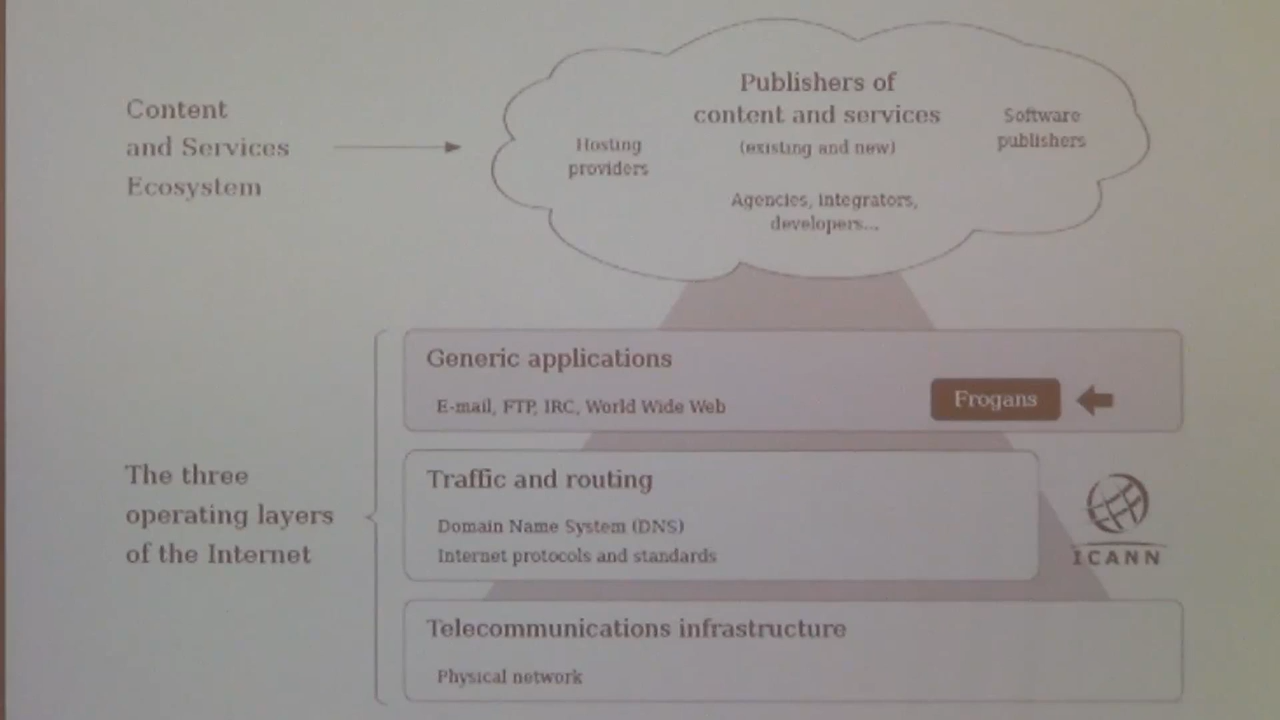 Content
and Services
Ecosystem
Publishers of
content and services
(existing and new)
Hosting
providers
Software
publishers
Agencies, integrators,
developers...
The three
operating layers
of the Internet
Generic applications
E-mail, FTP, IRC, World Wide Web
Frogans
Traffic and routing
Domain Name System (DNS)
Internet protocols and standards
ICANN
Telecommunications infrastructure
Physical network